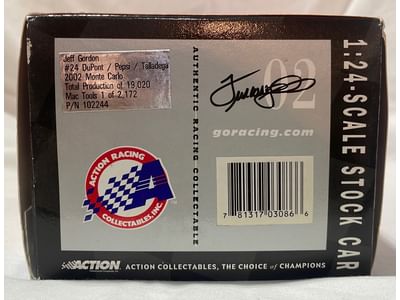 Jeff Gordon
#24 DuPont / Pepsi / Talladega
2002 Monte Carlo
Total Production of 19,020
Mac Tools 1 of 2,172
P/N 102244
AUTHENTIC RACING COLLECTABLE
02
goracing.com
1:24-SCALE STOCK CAR
ACTION RACING
COLLECTABLES, INC.
7 81317 03086 6
ACTION
ACTION COLLECTABLES, THE CHOICE of CHAMPIONS